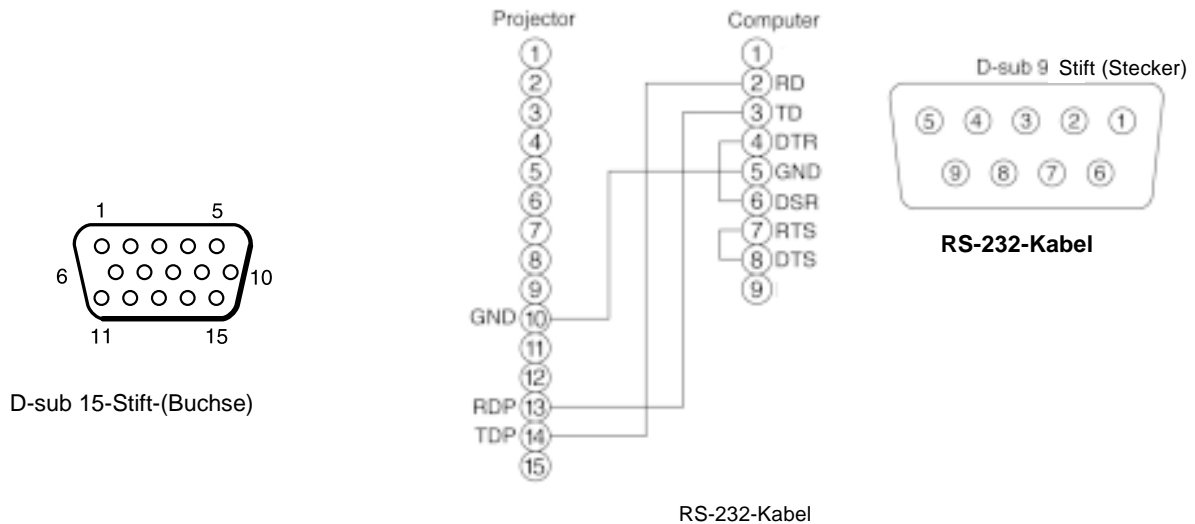 Projector
Computer
1
2
3
4
5
6
7
8
9
GND 10
11
12
RDP 13
TDP 14
15
1
2 RD
3 TD
4 DTR
5 GND
6 DSR
7 RTS
8 DTS
9
D-sub 9 Stift (Stecker)
5 4 3 2 1
9 8 7 6
RS-232-Kabel
1 5
6 10
11 15
D-sub 15-Stift-(Buchse)
RS-232-Kabel